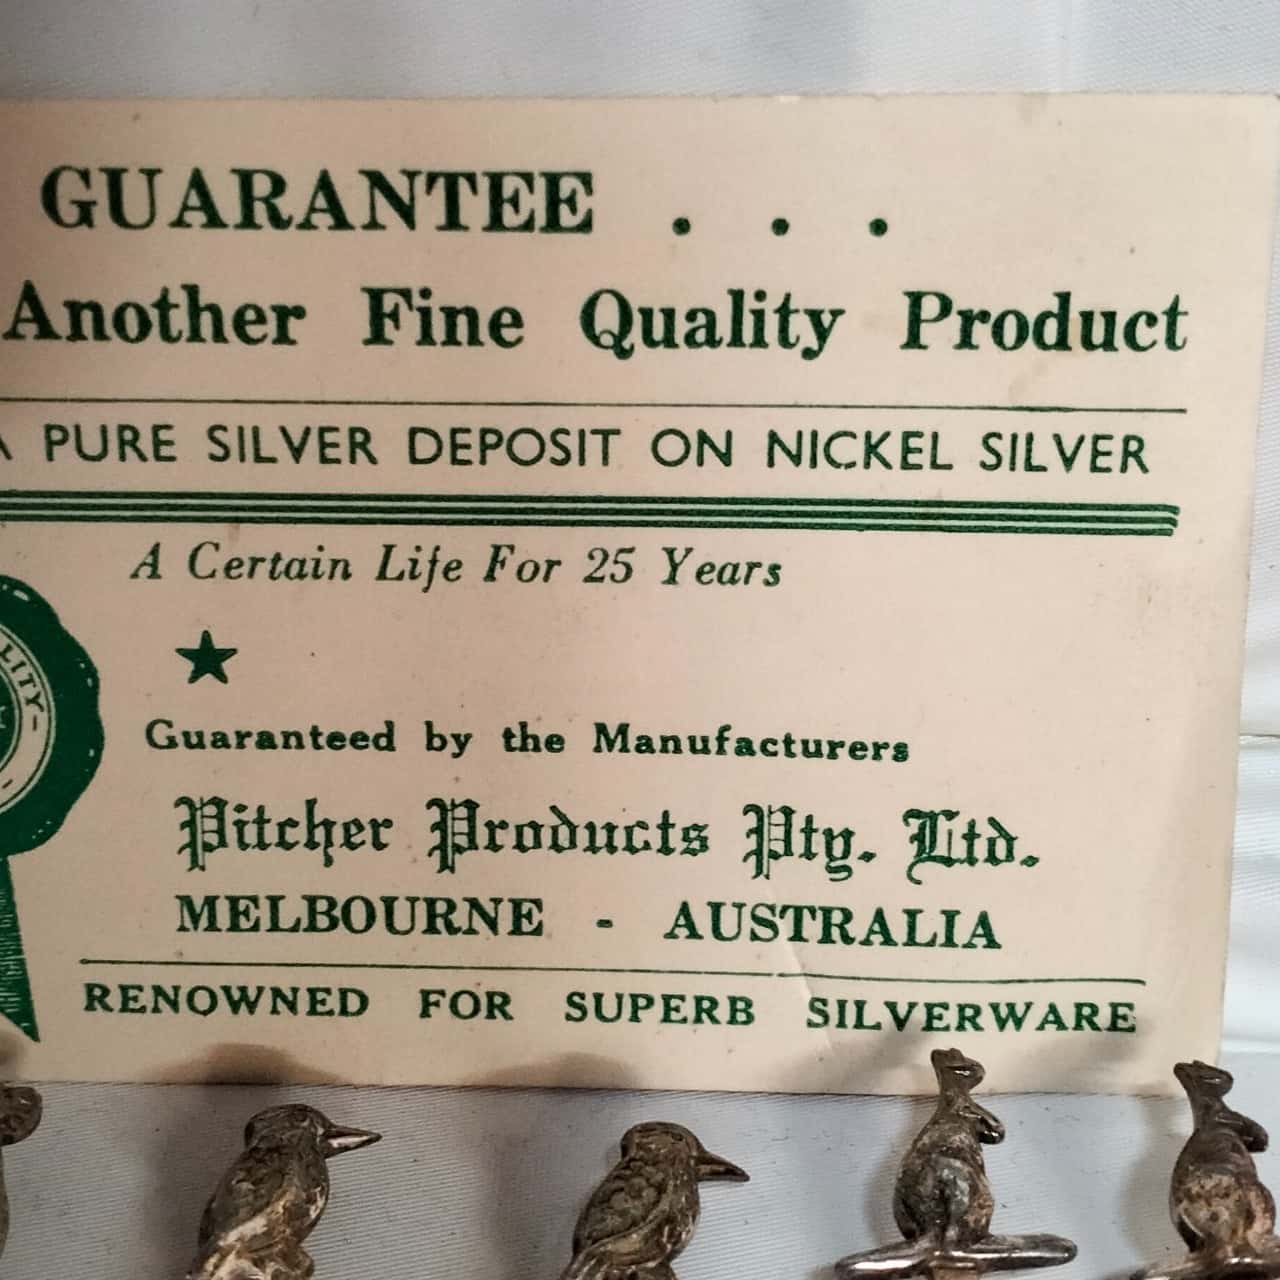 GUARANTEE . . .
Another Fine Quality Product
A PURE SILVER DEPOSIT ON NICKEL SILVER
A Certain Life For 25 Years
Guaranteed by the Manufacturers
Pitcher Products Pty. Ltd.
MELBOURNE - AUSTRALIA
RENOWNED FOR SUPERB SILVERWARE